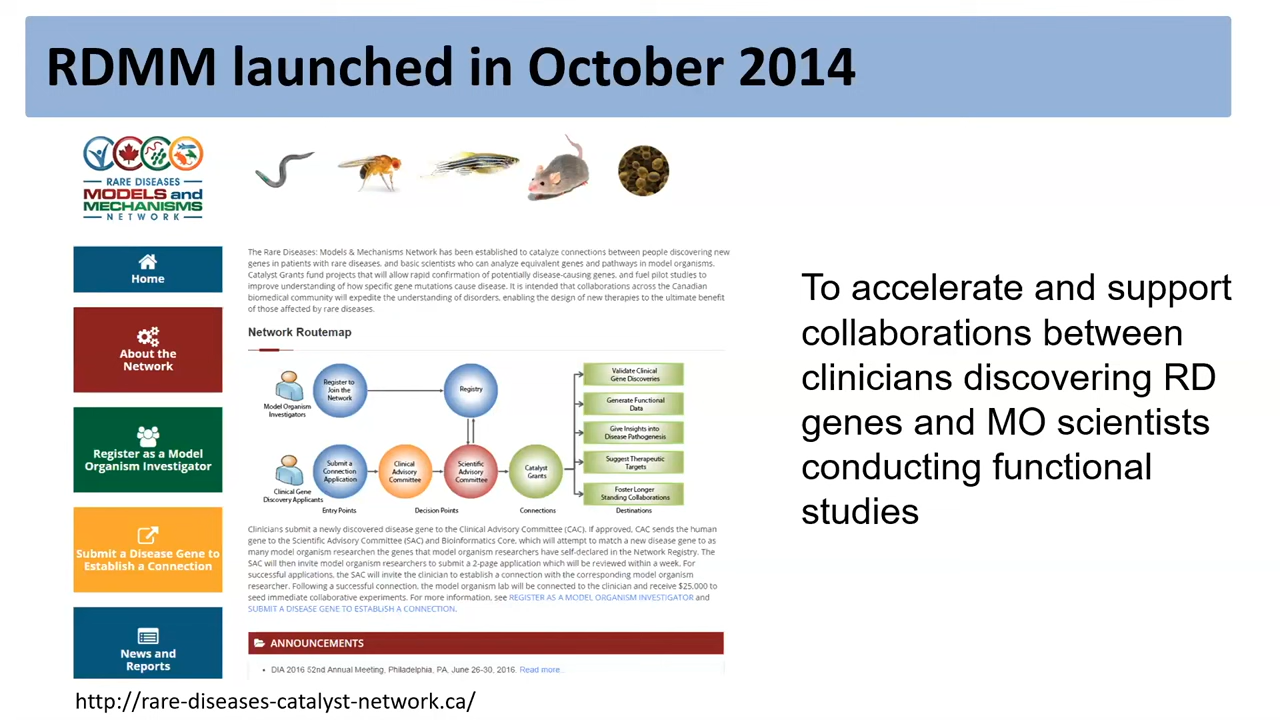 RDMM launched in October 2014
RARE DISEASES
MODELS and
MECHANISMS
NETWORK
Home
About the
Network
Register as a Model
Organism Investigator
Submit a Disease Gene to
Establish a Connection
News and
Reports
The Rare Diseases: Models & Mechanisms Network has been established to catalyze connections between people discovering new
genes in patients with rare diseases, and basic scientists who can analyze equivalent genes and pathways in model organisms.
Catalyst Grants fund projects that will allow rapid confirmation of potentially disease-causing genes, and fuel pilot studies to
improve understanding of how specific gene mutations cause disease. It is intended that collaborations across the Canadian
biomedical community will expedite the understanding of disorders, enabling the design of new therapies to the ultimate benefit
of those affected by rare diseases.
Network Routemap
Model Organism
Investigators
Register to
Join the
Network
Registry
Clinical Gene
Discovery Applicants
Submit a
Connection
Application
Clinical
Advisory
Committee
Scientific
Advisory
Committee
Catalyst
Grants
Validate Clinical
Gene Discoveries
Generate Functional
Data
Give Insights into
Disease Pathogenesis
Suggest Therapeutic
Targets
Foster Longer
Standing Collaborations
Entry Points
Decision Points
Connections
Destinations
Clinicians submit a newly discovered disease gene to the Clinical Advisory Committee (CAC). If approved, CAC sends the human
gene to the Scientific Advisory Committee (SAC) and Bioinformatics Core, which will attempt to match a new disease gene to as
many model organism researchen the genes that model organism researchers have self-declared in the Network Registry. The
SAC will then invite model organism researchers to submit a 2-page application which will be reviewed within a week. For
successful applications, the SAC will invite the clinician to establish a connection with the corresponding model organism
researcher. Following a successful connection, the model organism lab will be connected to the clinician and receive $25,000 to
seed immediate collaborative experiments. For more information, see REGISTER AS A MODEL ORGANISM INVESTIGATOR and
SUBMIT A DISEASE GENE TO ESTABLISH A CONNECTION.
ANNOUNCEMENTS
• DIA 2016 52nd Annual Meeting, Philadelphia, PA, June 26-30, 2016. Read more...
To accelerate and support
collaborations between
clinicians discovering RD
genes and MO scientists
conducting functional
studies
http://rare-diseases-catalyst-network.ca/